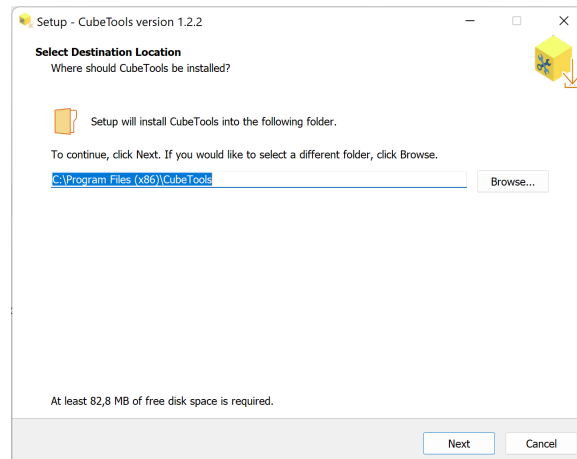 Setup - CubeTools version 1.2.2
Select Destination Location
Where should CubeTools be installed?
Setup will install CubeTools into the following folder.
To continue, click Next. If you would like to select a different folder, click Browse.
C:\Program Files (x86)\CubeTools
Browse...
At least 82,8 MB of free disk space is required.
Next
Cancel